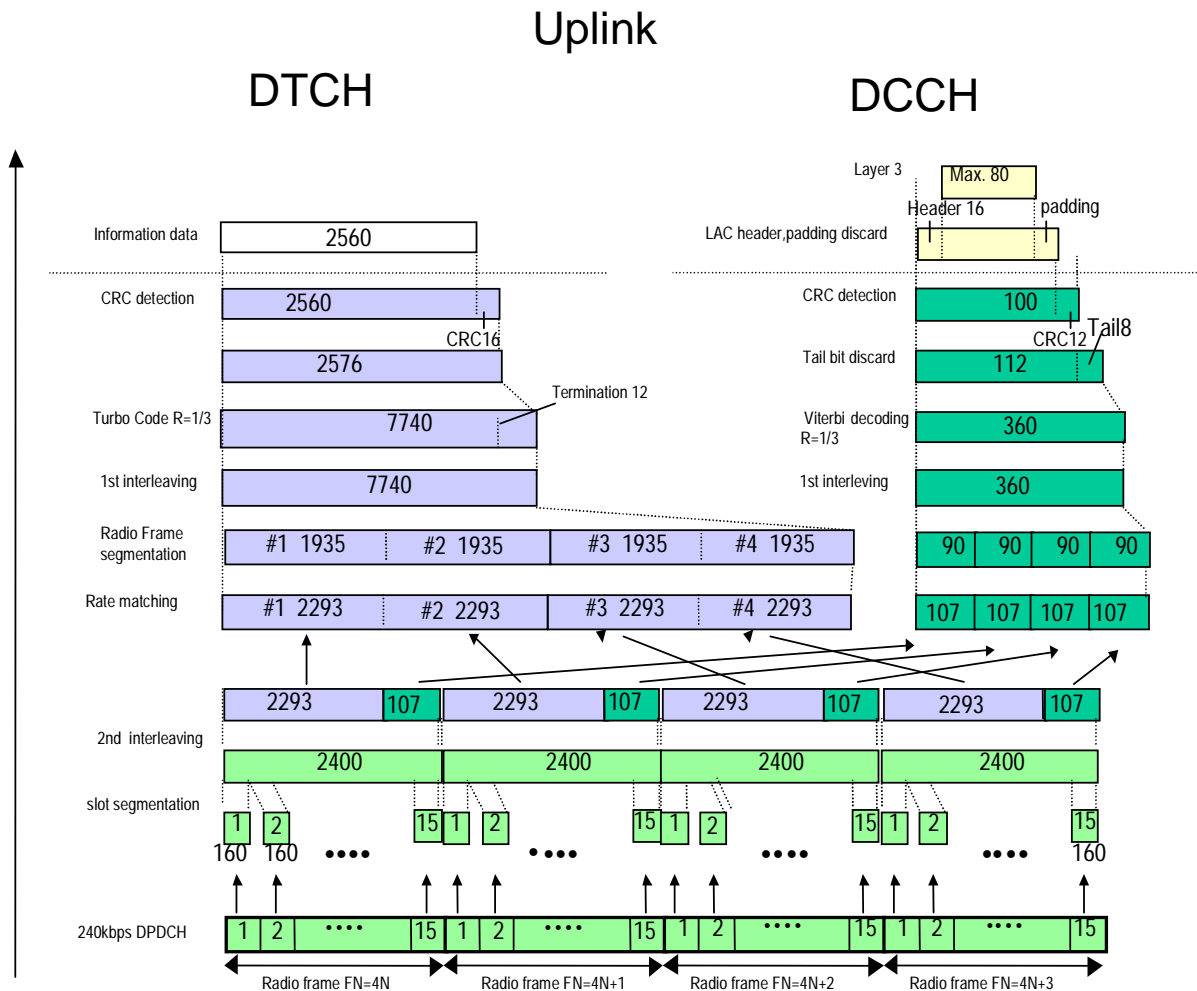 Uplink
DTCH
DCCH
Layer 3
Max. 80
Header 16
padding
Information data
2560
LAC header,padding discard
CRC detection
2560
CRC detection
100
CRC16
CRC12
Tail8
2576
Tail bit discard
112
Termination 12
Turbo Code R=1/3
7740
Viterbi decoding
R=1/3
360
1st interleaving
7740
1st interleving
360
Radio Frame
segmentation
#1 1935
#2 1935
#3 1935
#4 1935
90
90
90
90
Rate matching
#1 2293
#2 2293
#3 2293
#4 2293
107
107
107
107
2293
107
2293
107
2293
107
2293
107
2nd interleaving
2400
2400
2400
2400
slot segmentation
1
2
15
1
2
15
1
2
15
1
2
15
160
160
••••
••••
••••
••••
160
240kbps DPDCH
1
2
••••
15
1
2
••••
15
1
2
••••
15
1
2
••••
15
Radio frame FN=4N
Radio frame FN=4N+1
Radio frame FN=4N+2
Radio frame FN=4N+3